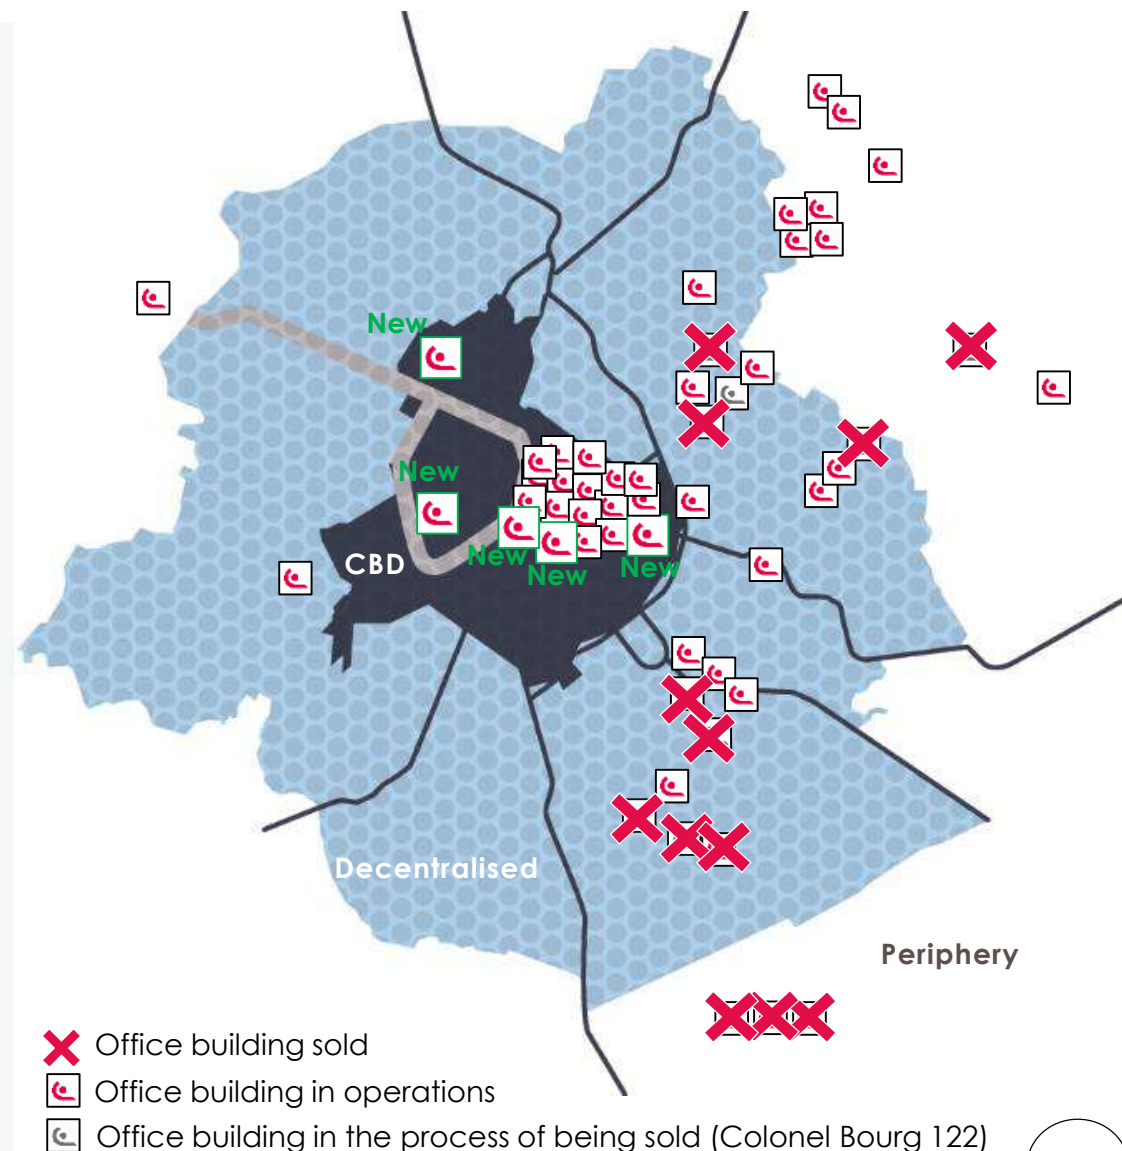 New
New
CBD
New
New
New
Decentralised
Periphery
Office building sold
Office building in operations
Office building in the process of being sold (Colonel Bourg 122)